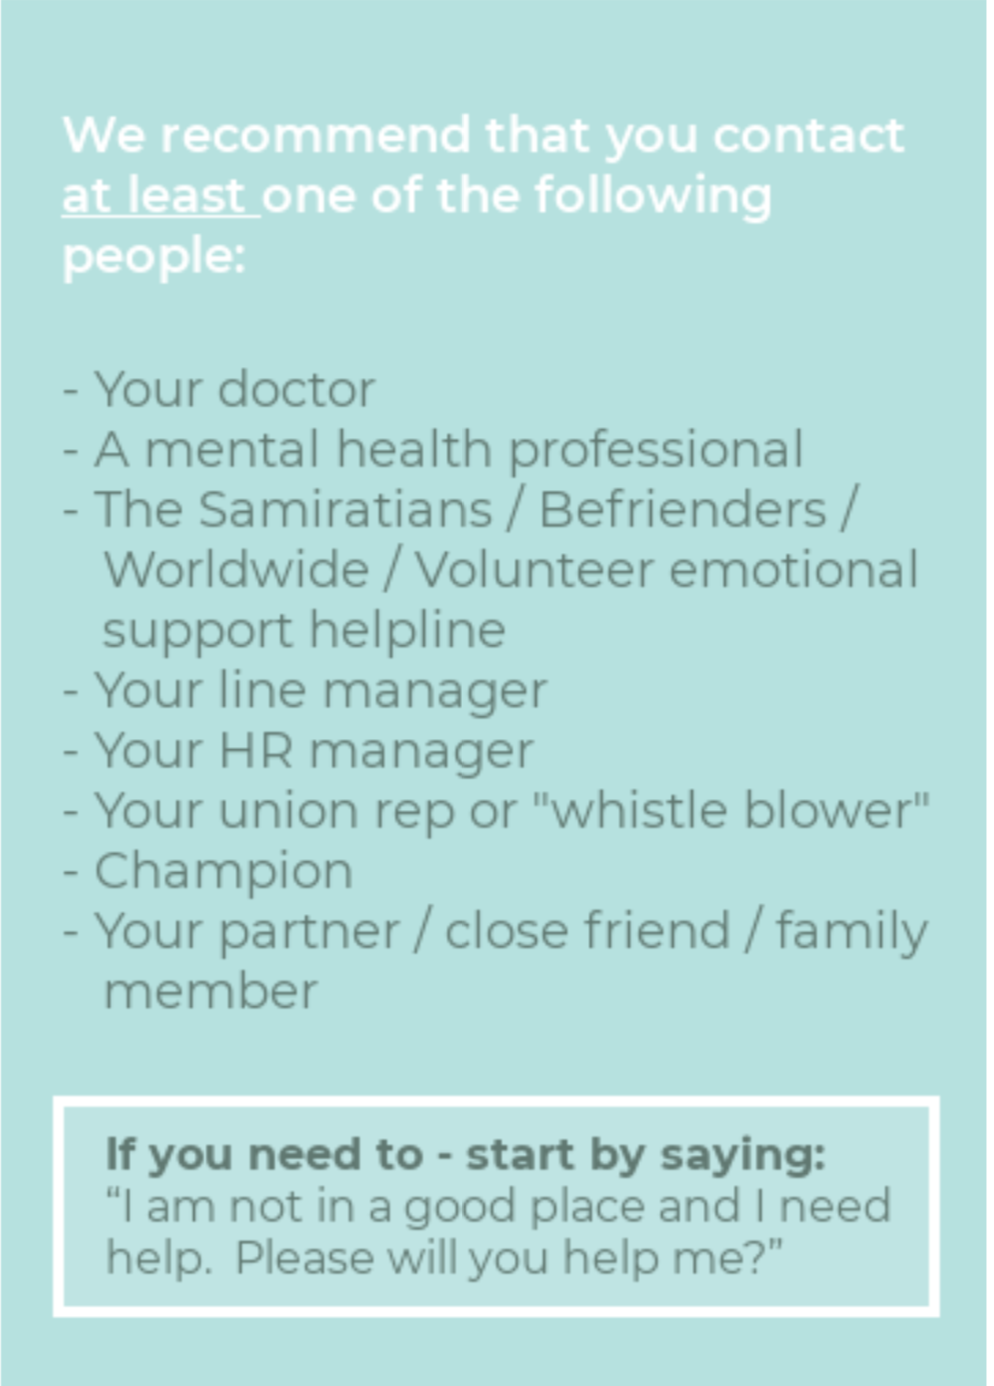 We recommend that you contact
at least one of the following
people:
- Your doctor
- A mental health professional
- The Samiratians / Befrienders /
Worldwide / Volunteer emotional
support helpline
- Your line manager
- Your HR manager
- Your union rep or "whistle blower"
- Champion
- Your partner / close friend / family
member
If you need to - start by saying:
“I am not in a good place and I need
help.  Please will you help me?”